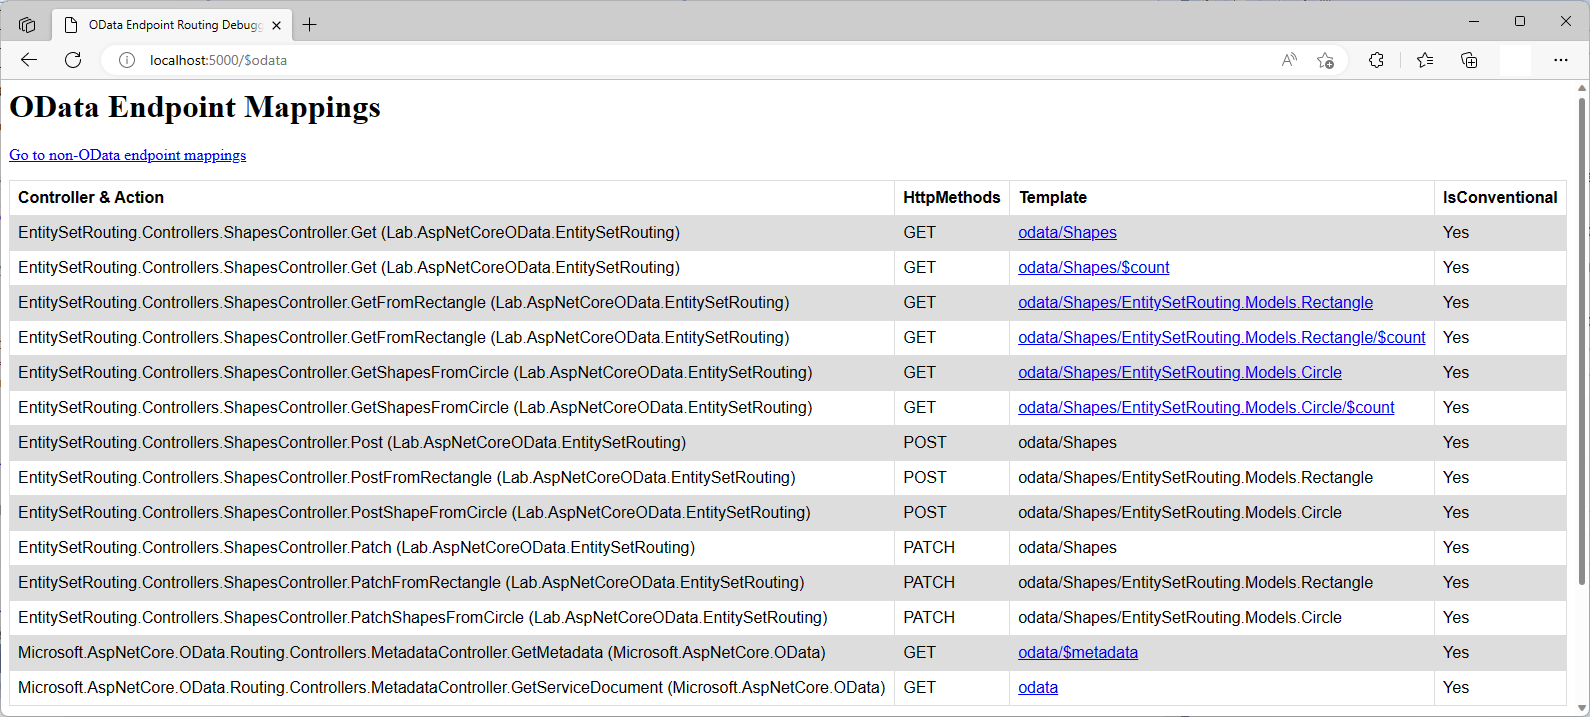 OData Endpoint Routing Debugg
localhost:5000/$odata
OData Endpoint Mappings
Go to non-OData endpoint mappings
Controller & Action HttpMethods Template IsConventional
EntitySetRouting.Controllers.ShapesController.Get (Lab.AspNetCoreOData.EntitySetRouting) GET odata/Shapes Yes
EntitySetRouting.Controllers.ShapesController.Get (Lab.AspNetCoreOData.EntitySetRouting) GET odata/Shapes/$count Yes
EntitySetRouting.Controllers.ShapesController.GetFromRectangle (Lab.AspNetCoreOData.EntitySetRouting) GET odata/Shapes/EntitySetRouting.Models.Rectangle Yes
EntitySetRouting.Controllers.ShapesController.GetFromRectangle (Lab.AspNetCoreOData.EntitySetRouting) GET odata/Shapes/EntitySetRouting.Models.Rectangle/$count Yes
EntitySetRouting.Controllers.ShapesController.GetShapesFromCircle (Lab.AspNetCoreOData.EntitySetRouting) GET odata/Shapes/EntitySetRouting.Models.Circle Yes
EntitySetRouting.Controllers.ShapesController.GetShapesFromCircle (Lab.AspNetCoreOData.EntitySetRouting) GET odata/Shapes/EntitySetRouting.Models.Circle/$count Yes
EntitySetRouting.Controllers.ShapesController.Post (Lab.AspNetCoreOData.EntitySetRouting) POST odata/Shapes Yes
EntitySetRouting.Controllers.ShapesController.PostFromRectangle (Lab.AspNetCoreOData.EntitySetRouting) POST odata/Shapes/EntitySetRouting.Models.Rectangle Yes
EntitySetRouting.Controllers.ShapesController.PostShapeFromCircle (Lab.AspNetCoreOData.EntitySetRouting) POST odata/Shapes/EntitySetRouting.Models.Circle Yes
EntitySetRouting.Controllers.ShapesController.Patch (Lab.AspNetCoreOData.EntitySetRouting) PATCH odata/Shapes Yes
EntitySetRouting.Controllers.ShapesController.PatchFromRectangle (Lab.AspNetCoreOData.EntitySetRouting) PATCH odata/Shapes/EntitySetRouting.Models.Rectangle Yes
EntitySetRouting.Controllers.ShapesController.PatchShapesFromCircle (Lab.AspNetCoreOData.EntitySetRouting) PATCH odata/Shapes/EntitySetRouting.Models.Circle Yes
Microsoft.AspNetCore.OData.Routing.Controllers.MetadataController.GetMetadata (Microsoft.AspNetCore.OData) GET odata/$metadata Yes
Microsoft.AspNetCore.OData.Routing.Controllers.MetadataController.GetServiceDocument (Microsoft.AspNetCore.OData) GET odata Yes